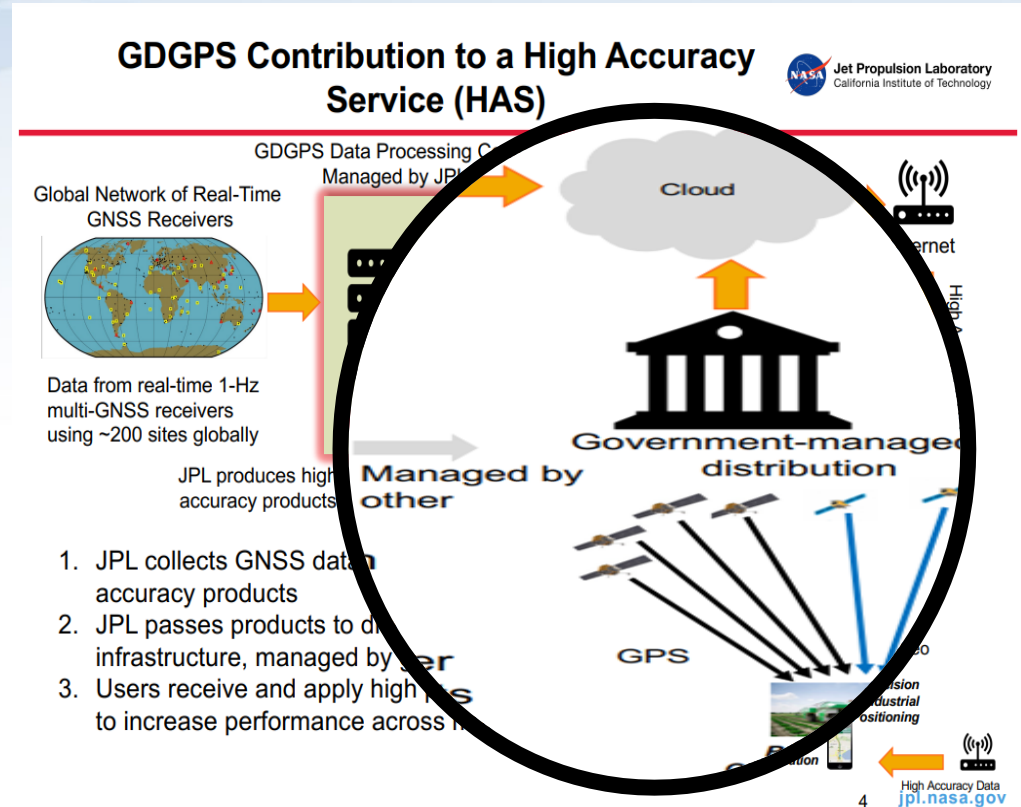 GDGPS Contribution to a High Accuracy
Service (HAS)
NASA
Jet Propulsion Laboratory
California Institute of Technology
GDGPS Data Processing
Managed by JPL
Global Network of Real-Time
GNSS Receivers
Cloud
High
Data from real-time 1-Hz
multi-GNSS receivers
using ~200 sites globally
Government-managed
distribution
JPL produces high
accuracy products
Managed by
other
1. JPL collects GNSS data
accuracy products
2. JPL passes products to
infrastructure, managed by
3. Users receive and apply high
to increase performance across
GPS
High Accuracy Data
4
jpl.nasa.gov